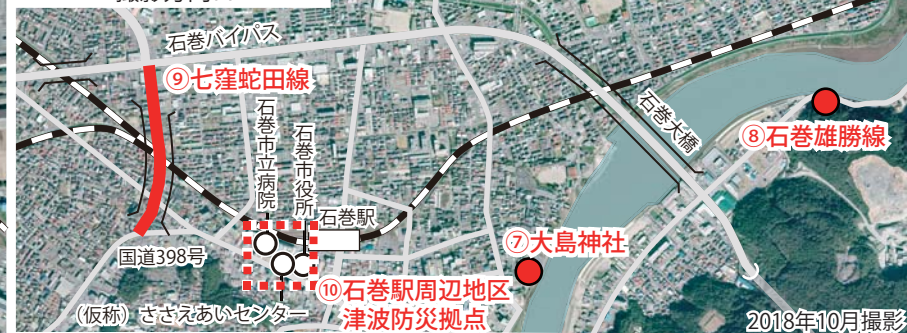 石巻バイパス
⑨七窪蛇田線
石巻市立病院
石巻市役所
石巻大橋
⑧石巻雄勝線
石巻駅
⑦大島神社
国道398号
⑩石巻駅周辺地区
津波防災拠点
（仮称）ささえあいセンター
2018年10月撮影